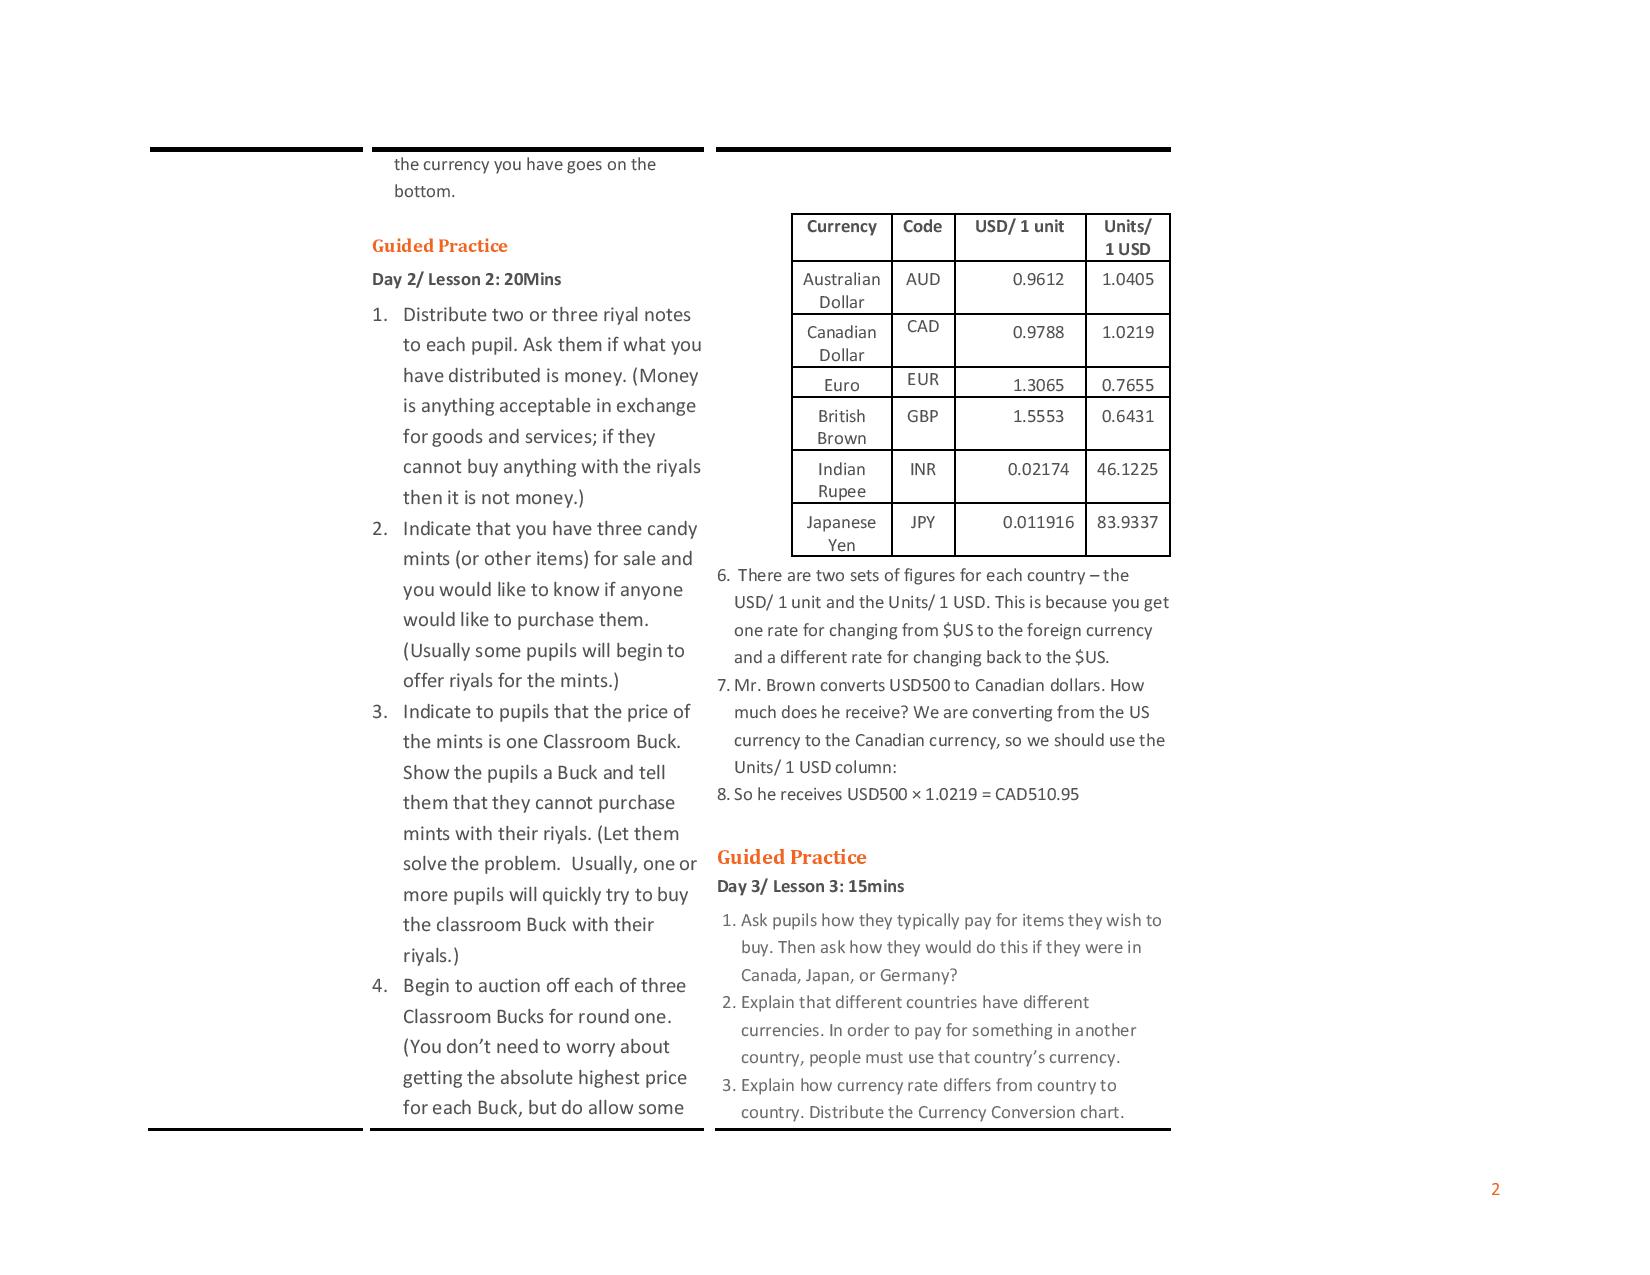 the currency you have goes on the
bottom.
Guided Practice
Day 2/ Lesson 2: 20Mins
1. Distribute two or three riyal notes
to each pupil. Ask them if what you
have distributed is money. (Money
is anything acceptable in exchange
for goods and services; if they
cannot buy anything with the riyals
then it is not money.)
2. Indicate that you have three candy
mints (or other items) for sale and
you would like to know if anyone
would like to purchase them.
(Usually some pupils will begin to
offer riyals for the mints.)
3. Indicate to pupils that the price of
the mints is one Classroom Buck.
Show the pupils a Buck and tell
them that they cannot purchase
mints with their riyals. (Let them
solve the problem. Usually, one or
more pupils will quickly try to buy
the classroom Buck with their
riyals.)
4. Begin to auction off each of three
Classroom Bucks for round one.
(You don’t need to worry about
getting the absolute highest price
for each Buck, but do allow some
Currency Code USD/ 1 unit Units/
1 USD
Australian AUD 0.9612 1.0405
Dollar
Canadian CAD 0.9788 1.0219
Dollar
Euro EUR 1.3065 0.7655
British GBP 1.5553 0.6431
Brown
Indian INR 0.02174 46.1225
Rupee
Japanese JPY 0.011916 83.9337
Yen
6. There are two sets of figures for each country – the
USD/ 1 unit and the Units/ 1 USD. This is because you get
one rate for changing from $US to the foreign currency
and a different rate for changing back to the $US.
7. Mr. Brown converts USD500 to Canadian dollars. How
much does he receive? We are converting from the US
currency to the Canadian currency, so we should use the
Units/ 1 USD column:
8. So he receives USD500 × 1.0219 = CAD510.95
Guided Practice
Day 3/ Lesson 3: 15mins
1. Ask pupils how they typically pay for items they wish to
buy. Then ask how they would do this if they were in
Canada, Japan, or Germany?
2. Explain that different countries have different
currencies. In order to pay for something in another
country, people must use that country’s currency.
3. Explain how currency rate differs from country to
country. Distribute the Currency Conversion chart.
2